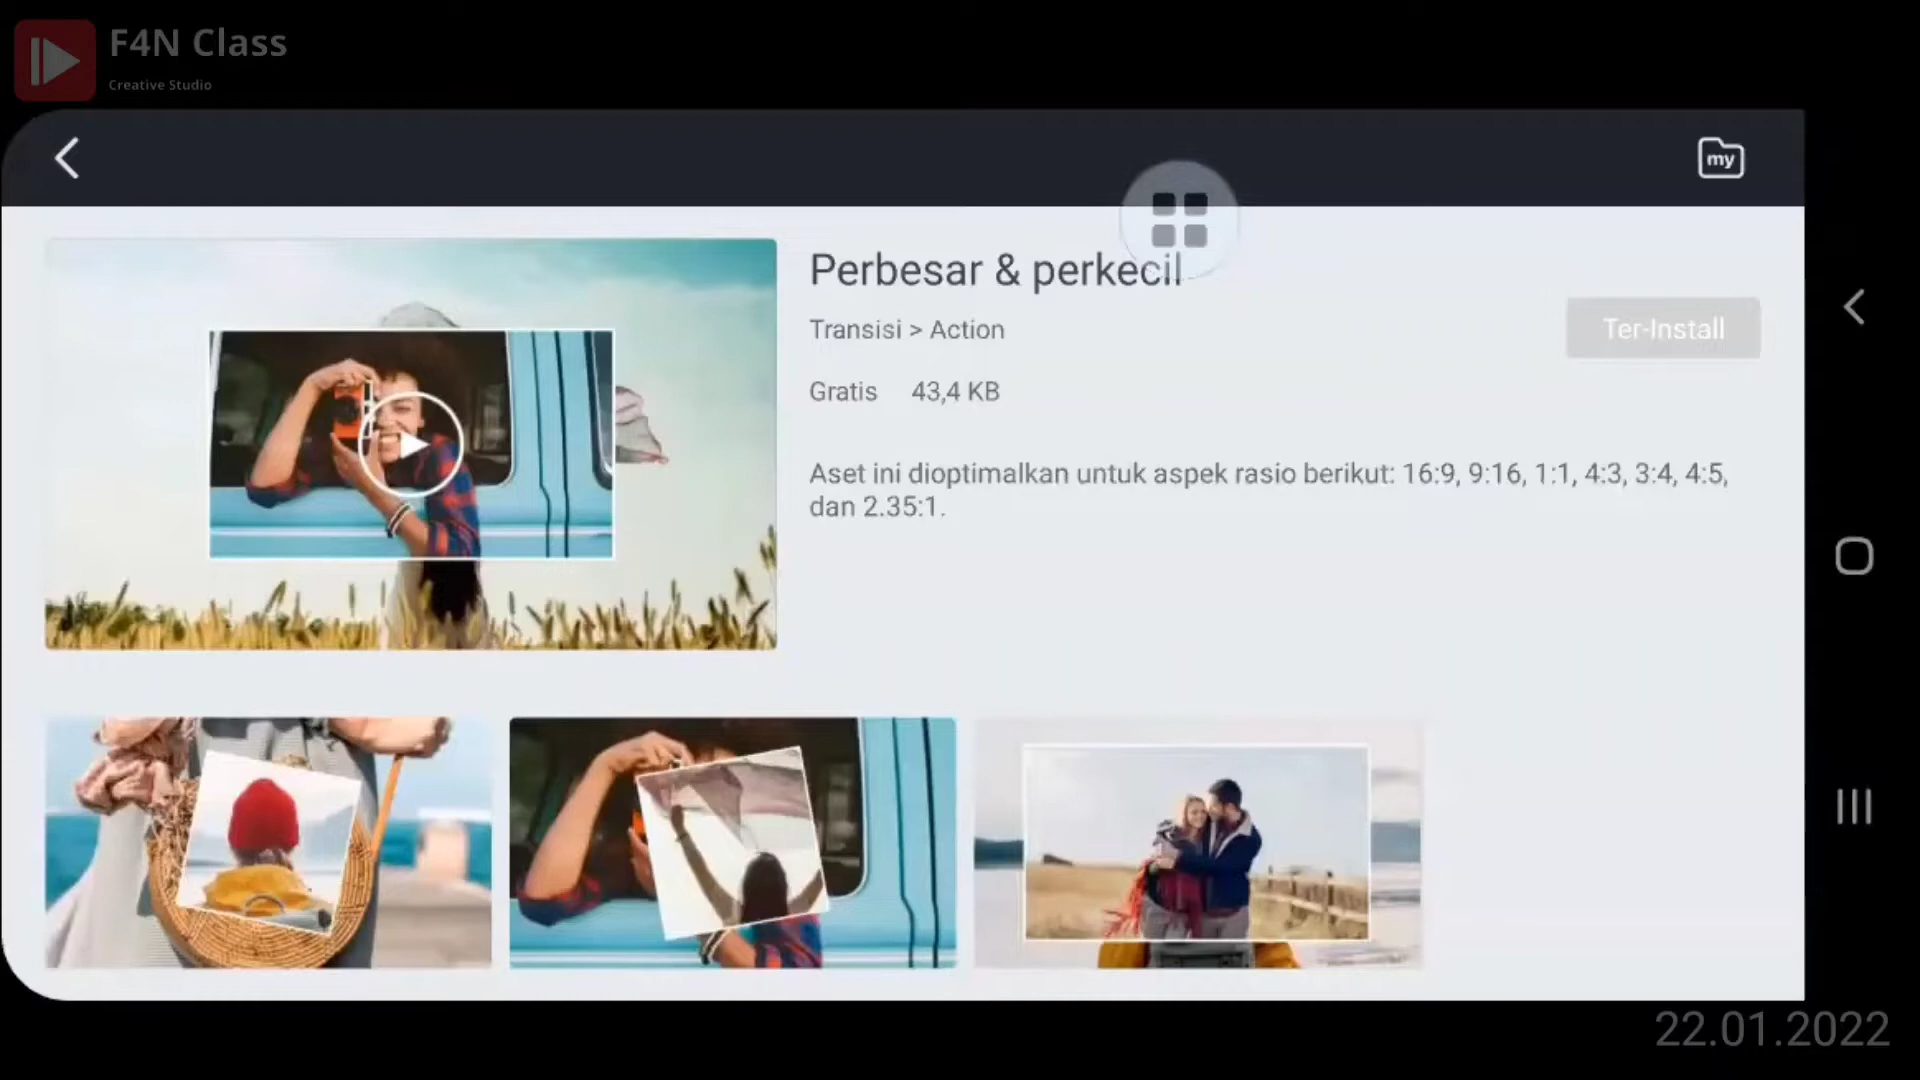 F4N Class
Creative Studio
my
Perbesar & perkecil
Transisi > Action
Ter-Install
Gratis 43,4 KB
Aset ini dioptimalkan untuk aspek rasio berikut: 16:9, 9:16, 1:1, 4:3, 3:4, 4:5,
dan 2.35:1.
22.01.2022